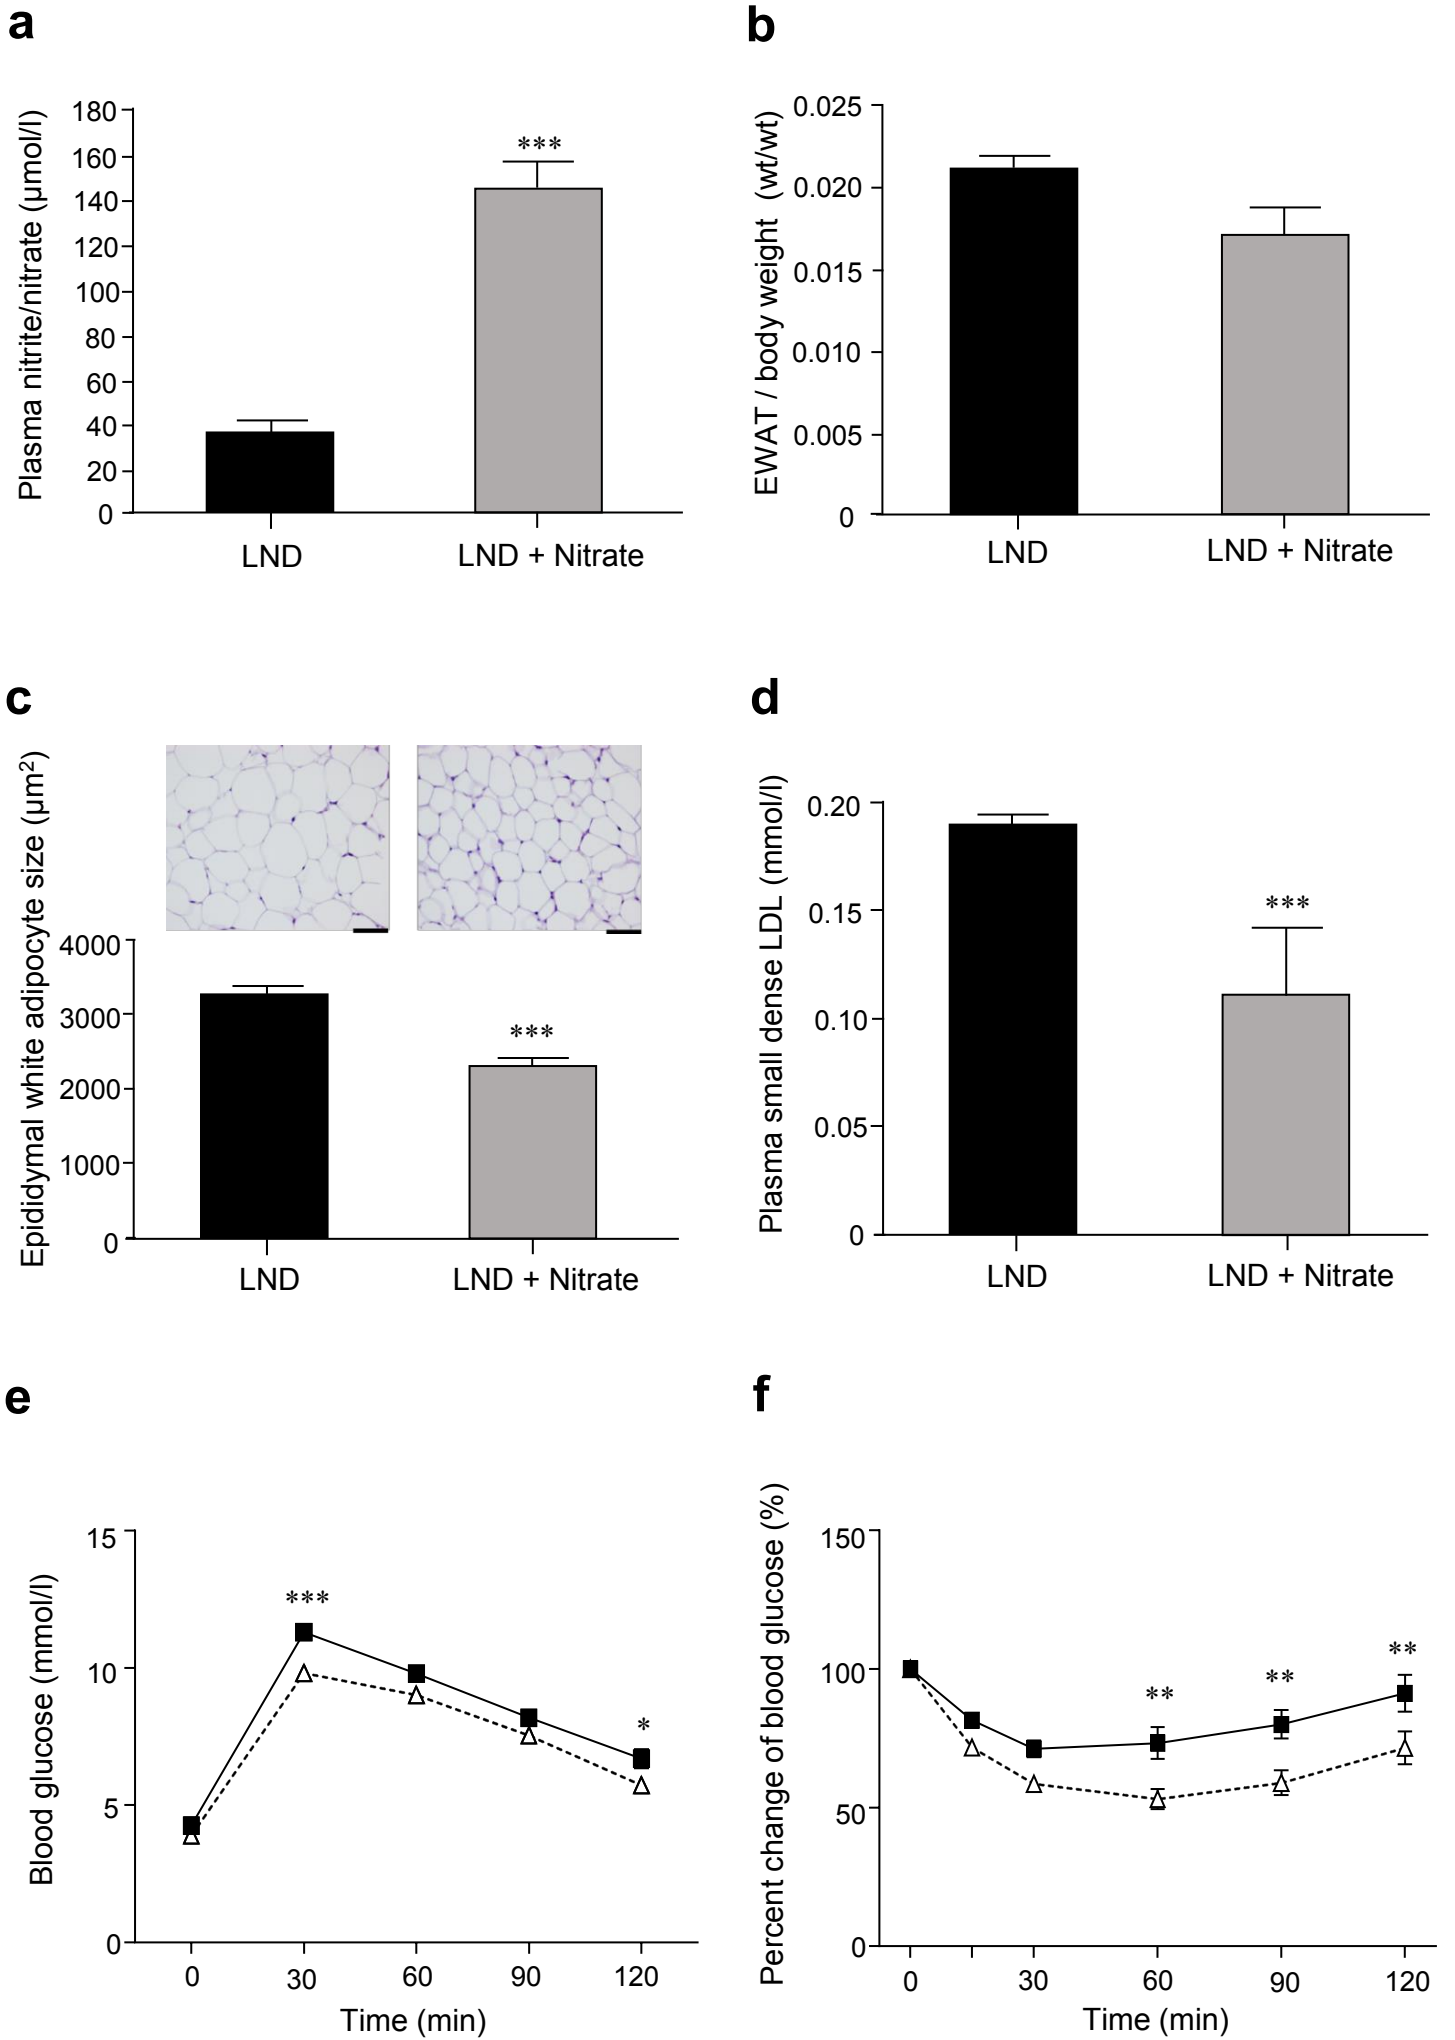 a
Plasma nitrite/nitrate (μmol/l)
180
160
140
120
100
80
60
40
20
0
***
LND
LND + Nitrate
b
EWAT / body weight (wt/wt)
0.025
0.020
0.015
0.010
0.005
0
LND
LND + Nitrate
c
Epididymal white adipocyte size (μm²)
4000
3000
2000
1000
0
***
LND
LND + Nitrate
d
Plasma small dense LDL (mmol/l)
0.20
0.15
0.10
0.05
0
***
LND
LND + Nitrate
e
Blood glucose (mmol/l)
15
10
5
0
***
*
0
30
60
90
120
Time (min)
f
Percent change of blood glucose (%)
150
100
50
0
**
**
**
0
30
60
90
120
Time (min)